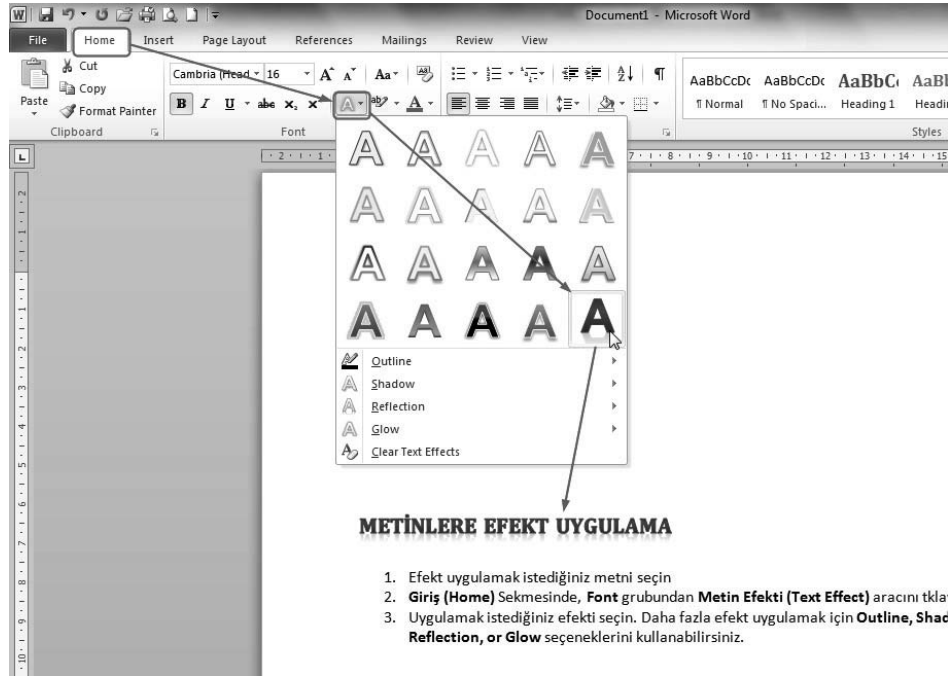 Document1 - Microsoft Word
File Home Insert Page Layout References Mailings Review View
Cut
Copy
Format Painter
Paste
Clipboard
Cambria (Head 16
B I U abc
Font
AaBbCcDc AaBbCcDc AaBbC AaBl
¶ Normal ¶ No Spaci... Heading 1 Headi
Styles
Outline
Shadow
Reflection
Glow
Clear Text Effects
METİNLERE EFEKT UYGULAMA
1. Efekt uygulamak istediğiniz metni seçin
2. Giriş (Home) Sekmesinde, Font grubundan Metin Efekti (Text Effect) aracını tkla
3. Uygulamak istediğiniz efekti seçin. Daha fazla efekt uygulamak için Outline, Shad
Reflection, or Glow seçeneklerini kullanabilirsiniz.